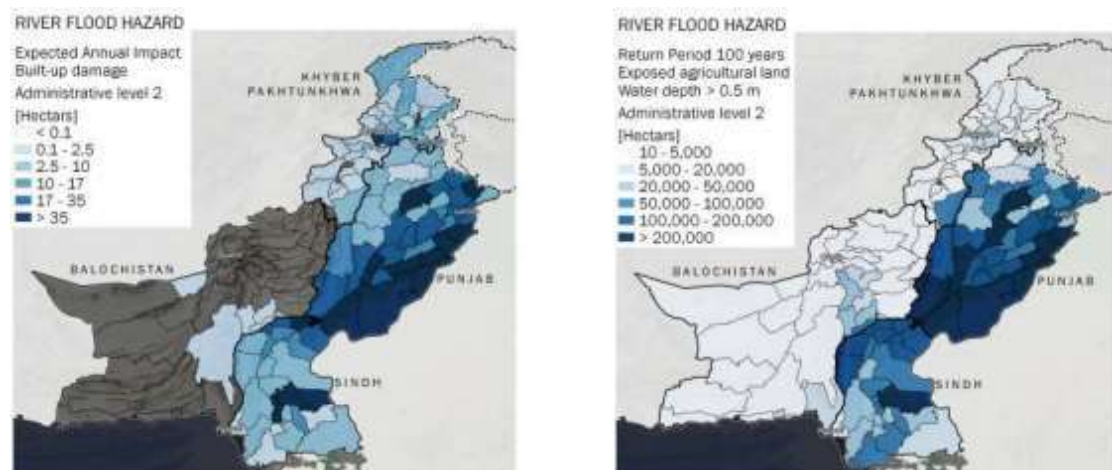 RIVER FLOOD HAZARD
Expected Annual Impact
Built-up damage
Administrative level 2
[Hectars]
< 0.1
0.1 - 2.5
2.5 - 10
10 - 17
17 - 35
> 35
KHYBER
PAKHTUNKHWA
BALOCHISTAN
PUNJAB
SINDH
RIVER FLOOD HAZARD
Return Period 100 years
Exposed agricultural land
Water depth > 0.5 m
Administrative level 2
[Hectars]
10 - 5,000
5,000 - 20,000
20,000 - 50,000
50,000 - 100,000
100,000 - 200,000
> 200,000
KHYBER
PAKHTUNKHWA
BALOCHISTAN
PUNJAB
SINDH